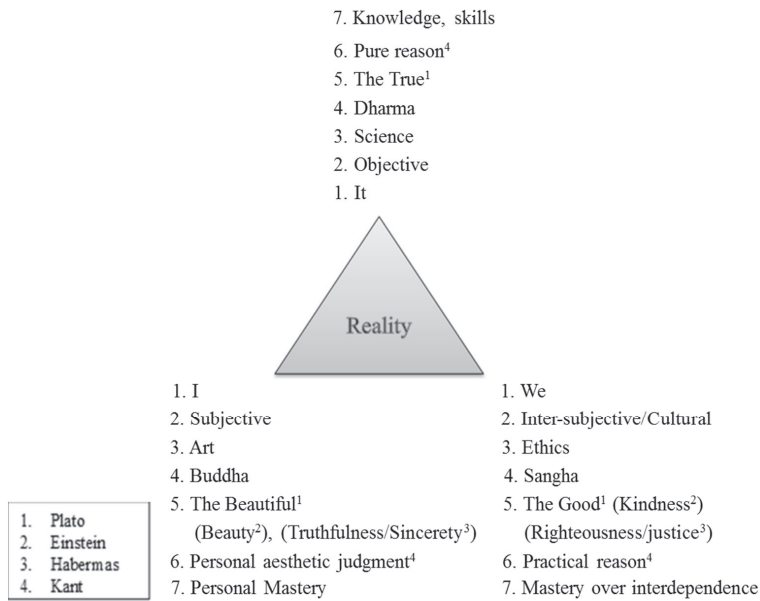 7. Knowledge, skills
6. Pure reason⁴
5. The True¹
4. Dharma
3. Science
2. Objective
1. It
Reality
1. I
2. Subjective
3. Art
4. Buddha
5. The Beautiful¹
(Beauty²), (Truthfulness/Sincerety³)
6. Personal aesthetic judgment⁴
7. Personal Mastery
1. We
2. Inter-subjective/Cultural
3. Ethics
4. Sangha
5. The Good¹ (Kindness²)
(Righteousness/justice³)
6. Practical reason⁴
7. Mastery over interdependence
1. Plato
2. Einstein
3. Habermas
4. Kant